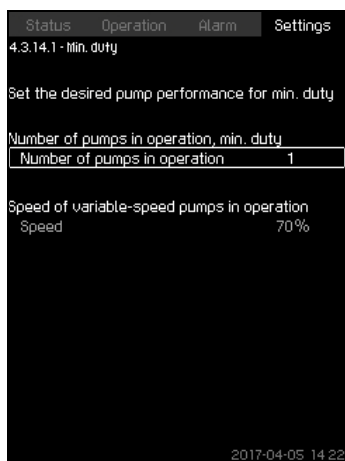 Status Operation Alarm Settings
4.3.14.1 - Min. duty
Set the desired pump performance for min. duty
Number of pumps in operation, min. duty
Number of pumps in operation 1
Speed of variable-speed pumps in operation
Speed 70%
2017-04-05 14:22